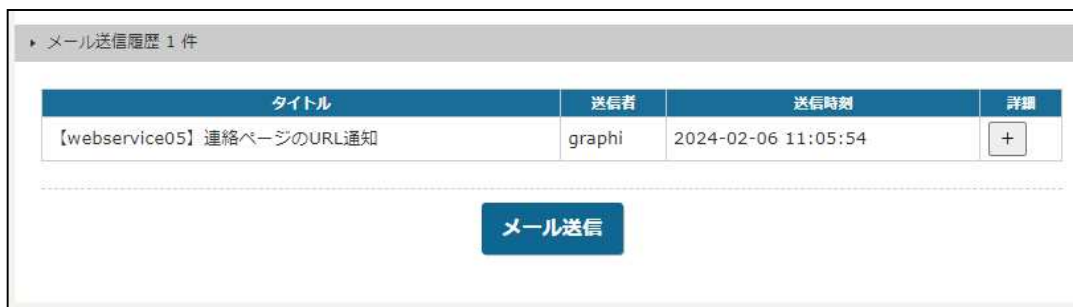 メール送信履歴 1 件
タイトル 送信者 送信時刻 詳細
【webservice05】連絡ページのURL通知 graphi 2024-02-06 11:05:54 +
メール送信